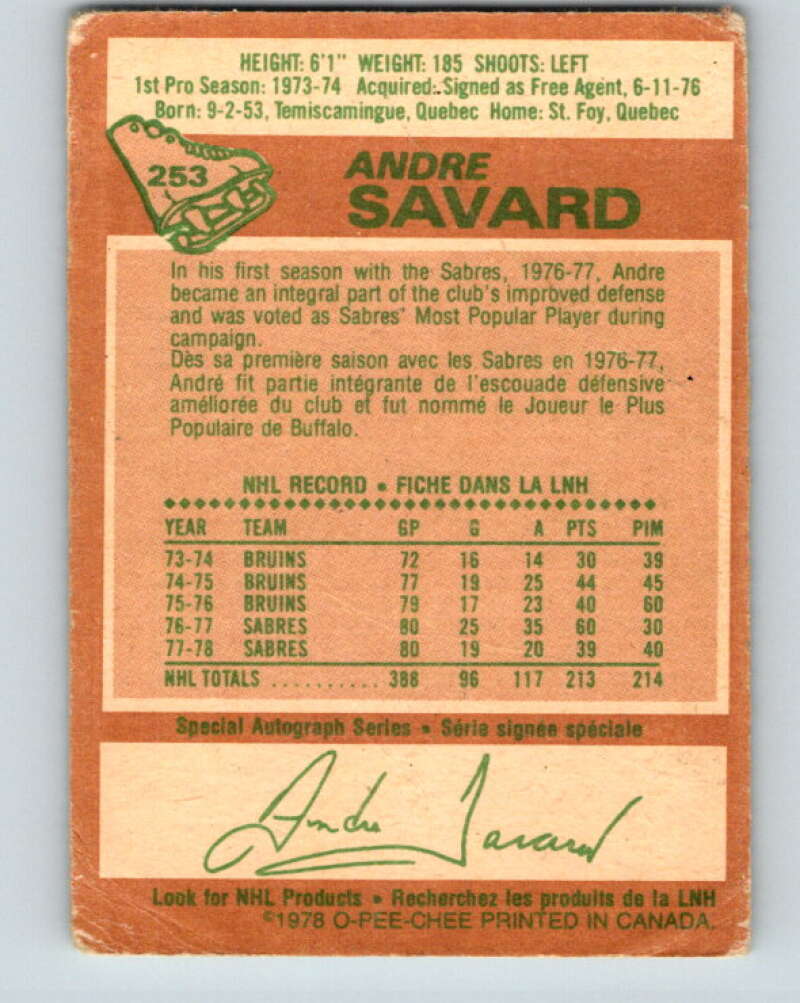 HEIGHT: 6'1" WEIGHT: 185 SHOOTS: LEFT
1st Pro Season: 1973-74 Acquired: Signed as Free Agent, 6-11-76
Born: 9-2-53, Temiscamingue, Quebec Home: St. Foy, Quebec
253
ANDRE
SAVARD
In his first season with the Sabres, 1976-77, Andre
became an integral part of the club's improved defense
and was voted as Sabres' Most Popular Player during
campaign.
Dès sa première saison avec les Sabres en 1976-77,
André fit partie intégrante de l'escouade défensive
améliorée du club et fut nommé le Joueur le Plus
Populaire de Buffalo.
NHL RECORD • FICHE DANS LA LNH
YEAR TEAM GP G A PTS PIM
73-74 BRUINS 72 16 14 30 39
74-75 BRUINS 77 19 25 44 45
75-76 BRUINS 79 17 23 40 60
76-77 SABRES 80 25 35 60 30
77-78 SABRES 80 19 20 39 40
NHL TOTALS .......... 388 96 117 213 214
Special Autograph Series • Série signée spéciale
Andre Savard
Look for NHL Products • Recherchez les produits de la LNH
©1978 O-PEE-CHEE PRINTED IN CANADA.